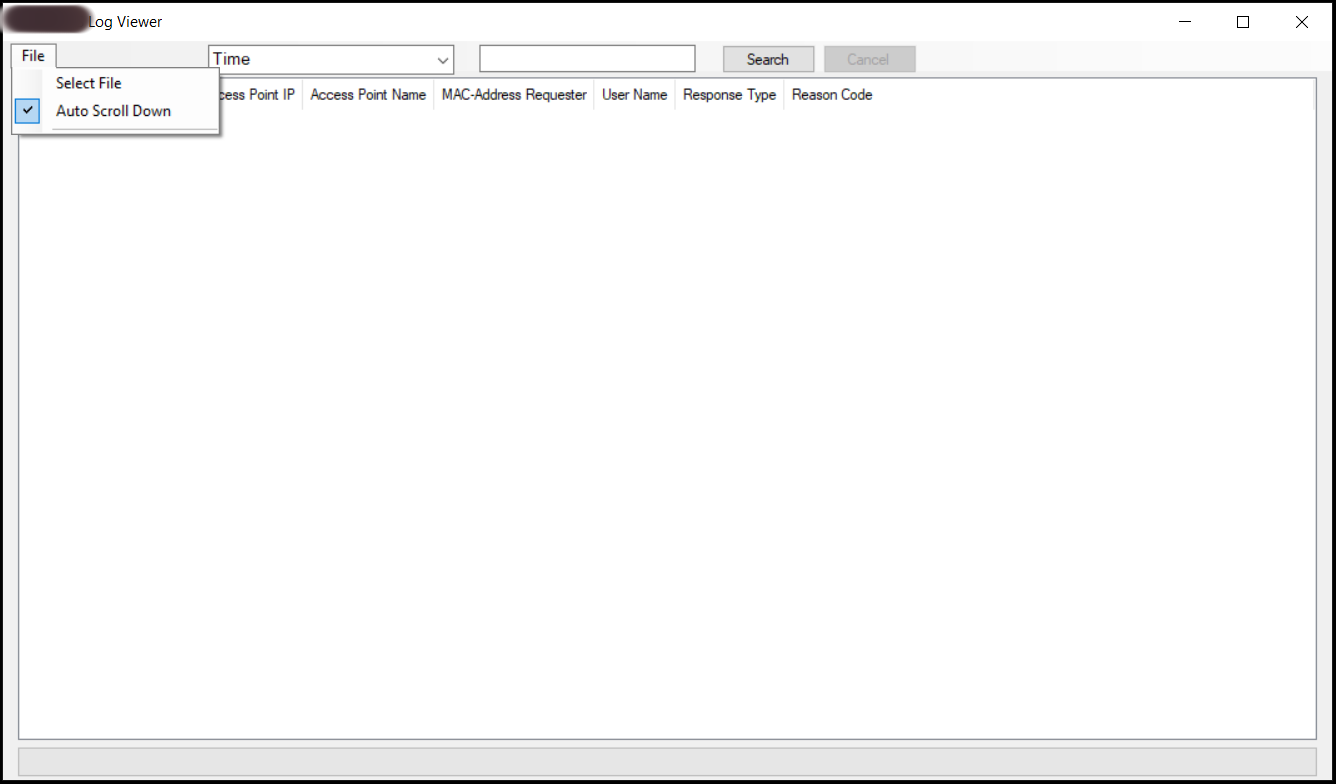 Log Viewer
File
Time
Search
Cancel
Select File
Auto Scroll Down
cess Point IP
Access Point Name
MAC-Address Requester
User Name
Response Type
Reason Code